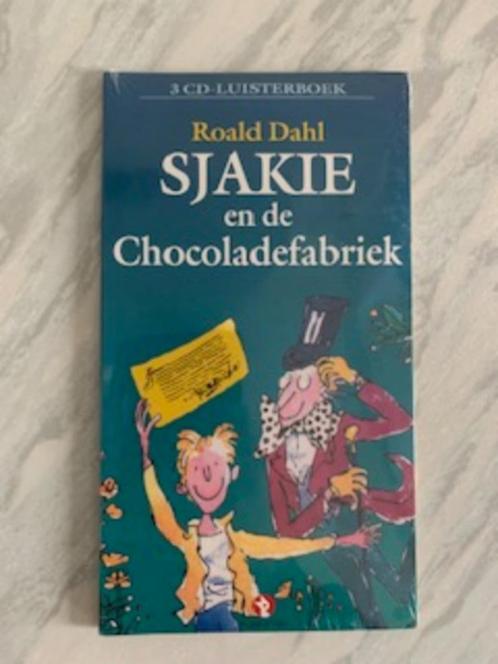 3 CD-LUISTERBOEK
Roald Dahl
SJAKIE
en de
Chocoladefabriek